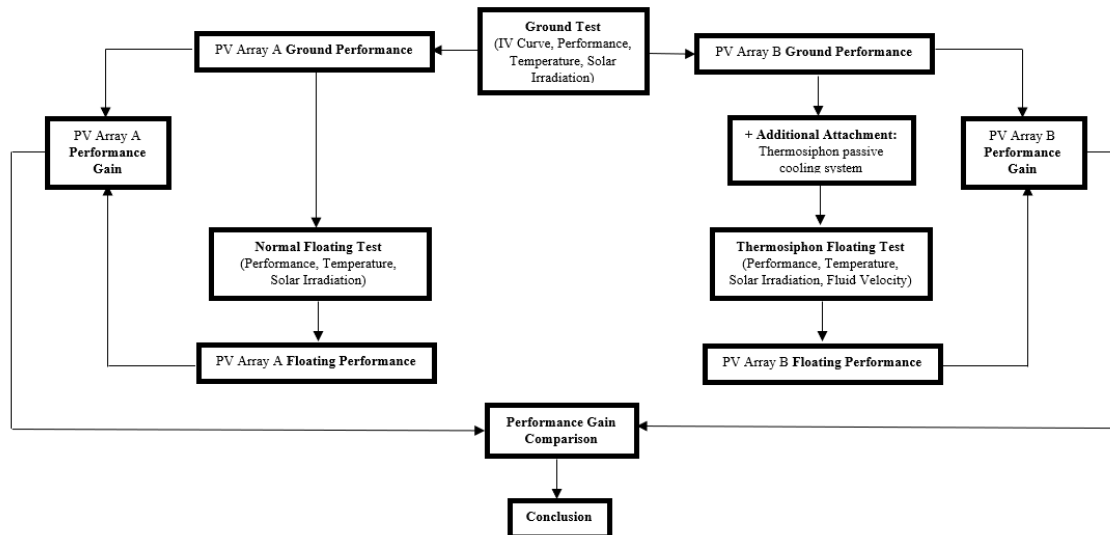 Ground Test
(IV Curve, Performance,
Temperature, Solar
Irradiation)
PV Array A Ground Performance
PV Array B Ground Performance
PV Array A
Performance
Gain
+ Additional Attachment:
Thermosiphon passive
cooling system
PV Array B
Performance
Gain
Normal Floating Test
(Performance, Temperature,
Solar Irradiation)
Thermosiphon Floating Test
(Performance, Temperature,
Solar Irradiation, Fluid Velocity)
PV Array A Floating Performance
PV Array B Floating Performance
Performance Gain
Comparison
Conclusion